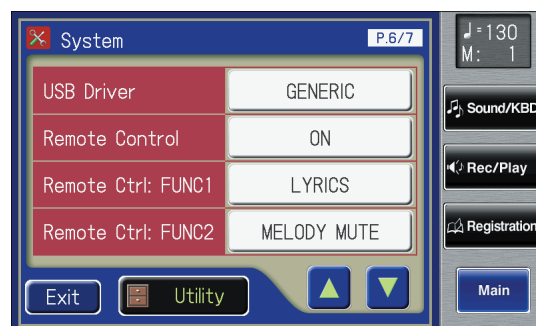 System
P.6/7
USB Driver GENERIC
Remote Control ON
Remote Ctrl: FUNC1 LYRICS
Remote Ctrl: FUNC2 MELODY MUTE
Exit
Utility
♩=130
M: 1
Sound/KBD
Rec/Play
Registration
Main